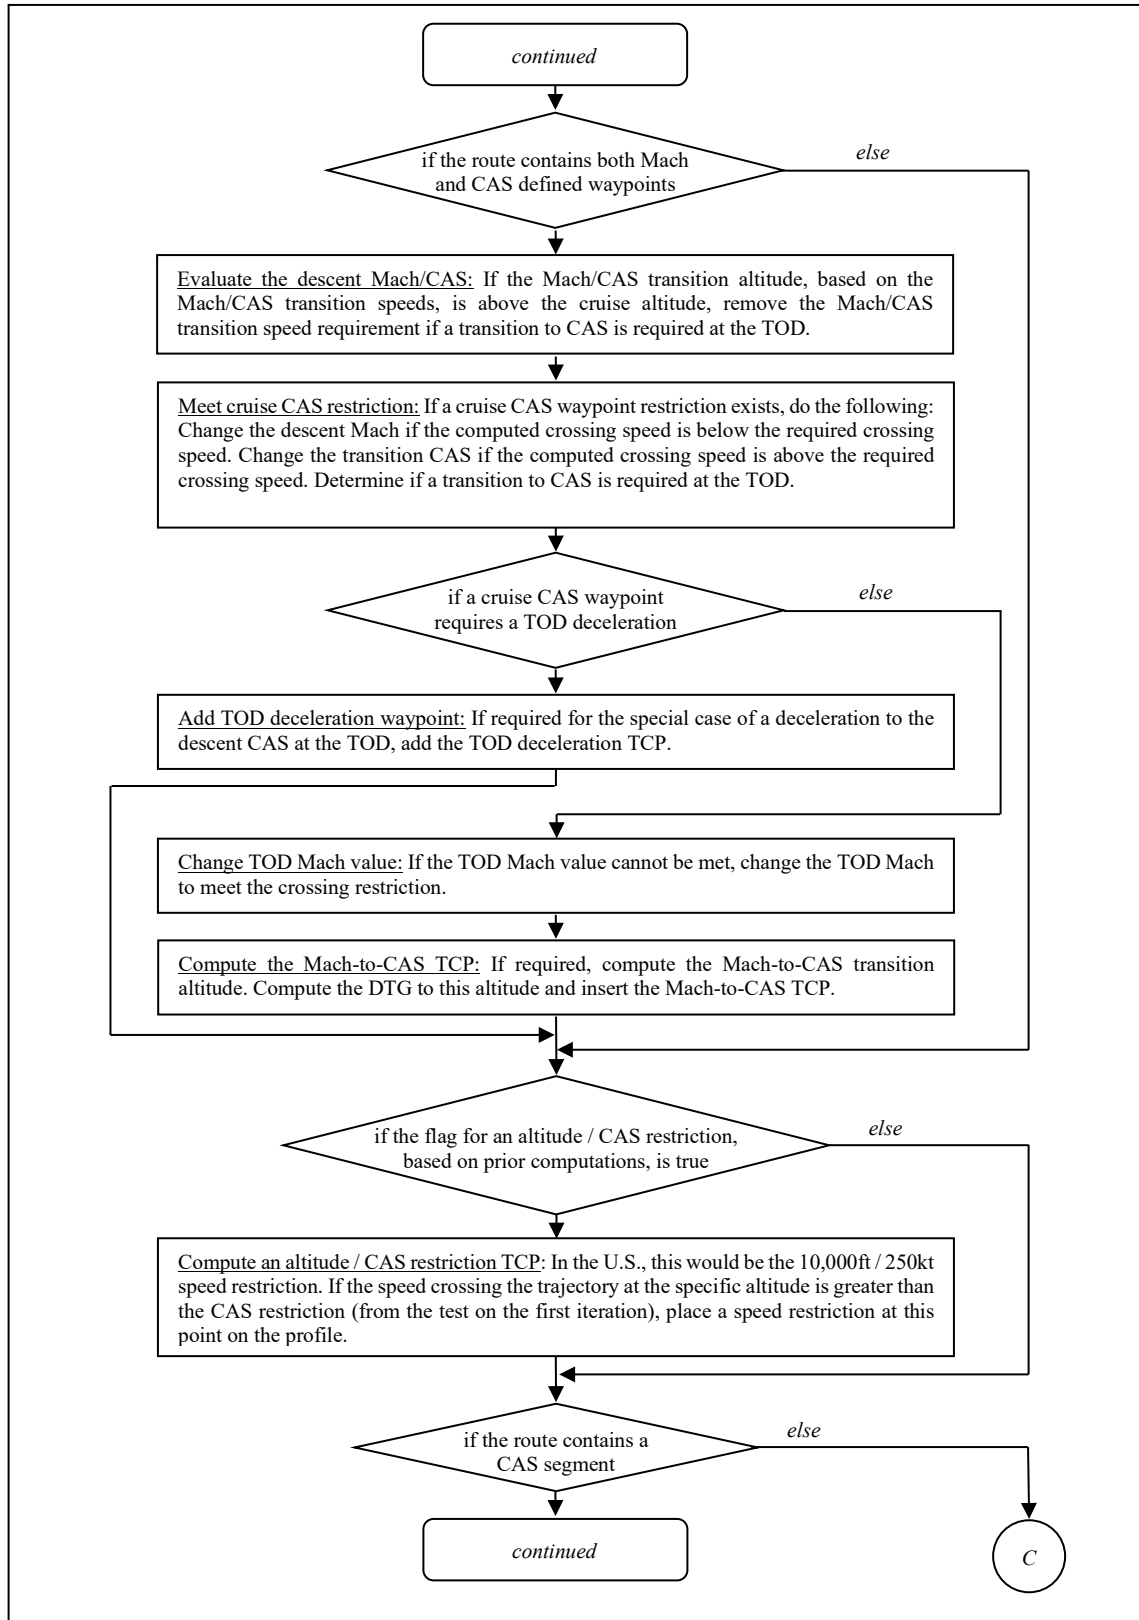 continued
if the route contains both Mach
and CAS defined waypoints
else
Evaluate the descent Mach/CAS: If the Mach/CAS transition altitude, based on the
Mach/CAS transition speeds, is above the cruise altitude, remove the Mach/CAS
transition speed requirement if a transition to CAS is required at the TOD.
Meet cruise CAS restriction: If a cruise CAS waypoint restriction exists, do the following:
Change the descent Mach if the computed crossing speed is below the required crossing
speed. Change the transition CAS if the computed crossing speed is above the required
crossing speed. Determine if a transition to CAS is required at the TOD.
if a cruise CAS waypoint
requires a TOD deceleration
else
Add TOD deceleration waypoint: If required for the special case of a deceleration to the
descent CAS at the TOD, add the TOD deceleration TCP.
Change TOD Mach value: If the TOD Mach value cannot be met, change the TOD Mach
to meet the crossing restriction.
Compute the Mach-to-CAS TCP: If required, compute the Mach-to-CAS transition
altitude. Compute the DTG to this altitude and insert the Mach-to-CAS TCP.
if the flag for an altitude / CAS restriction,
based on prior computations, is true
else
Compute an altitude / CAS restriction TCP: In the U.S., this would be the 10,000ft / 250kt
speed restriction. If the speed crossing the trajectory at the specific altitude is greater than
the CAS restriction (from the test on the first iteration), place a speed restriction at this
point on the profile.
if the route contains a
CAS segment
else
continued
C